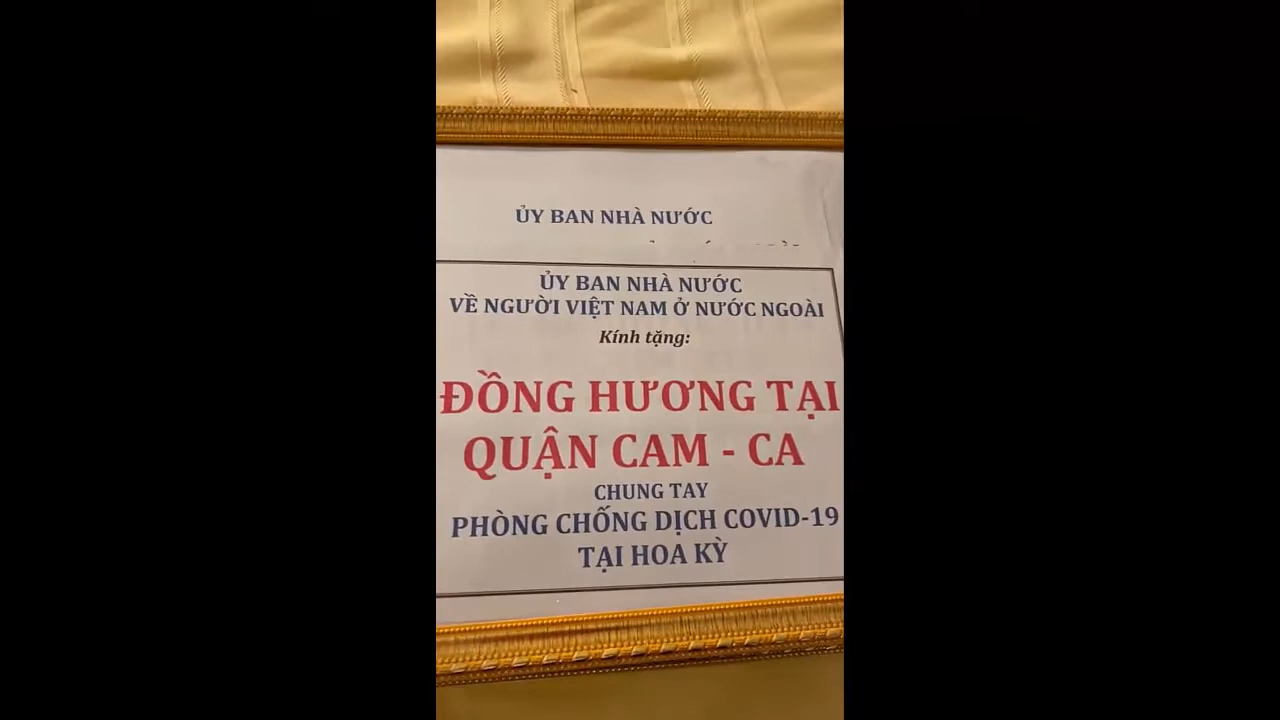 ỦY BAN NHÀ NƯỚC
ỦY BAN NHÀ NƯỚC
VỀ NGƯỜI VIỆT NAM Ở NƯỚC NGOÀI
Kính tặng:
ĐỒNG HƯƠNG TẠI
QUẬN CAM - CA
CHUNG TAY
PHÒNG CHỐNG DỊCH COVID-19
TẠI HOA KỲ